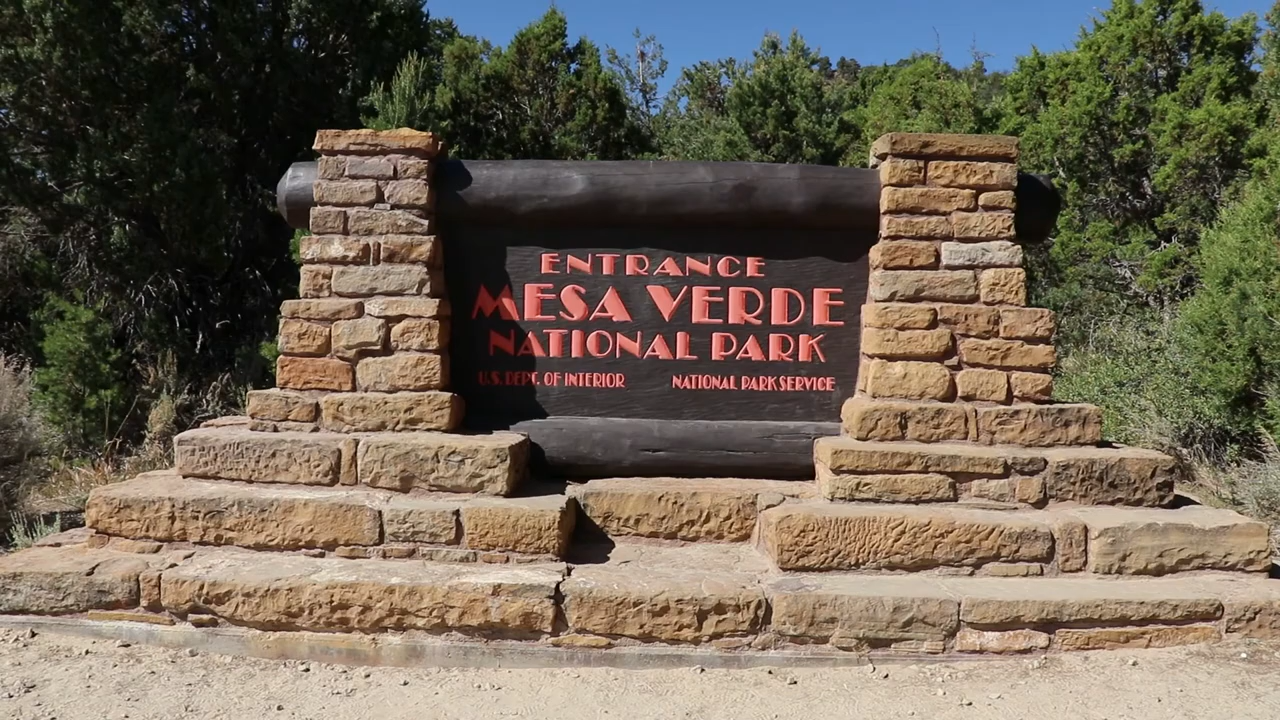 ENTRANCE
MESA VERDE
NATIONAL PARK
U.S. DEPT. OF INTERIOR NATIONAL PARK SERVICE